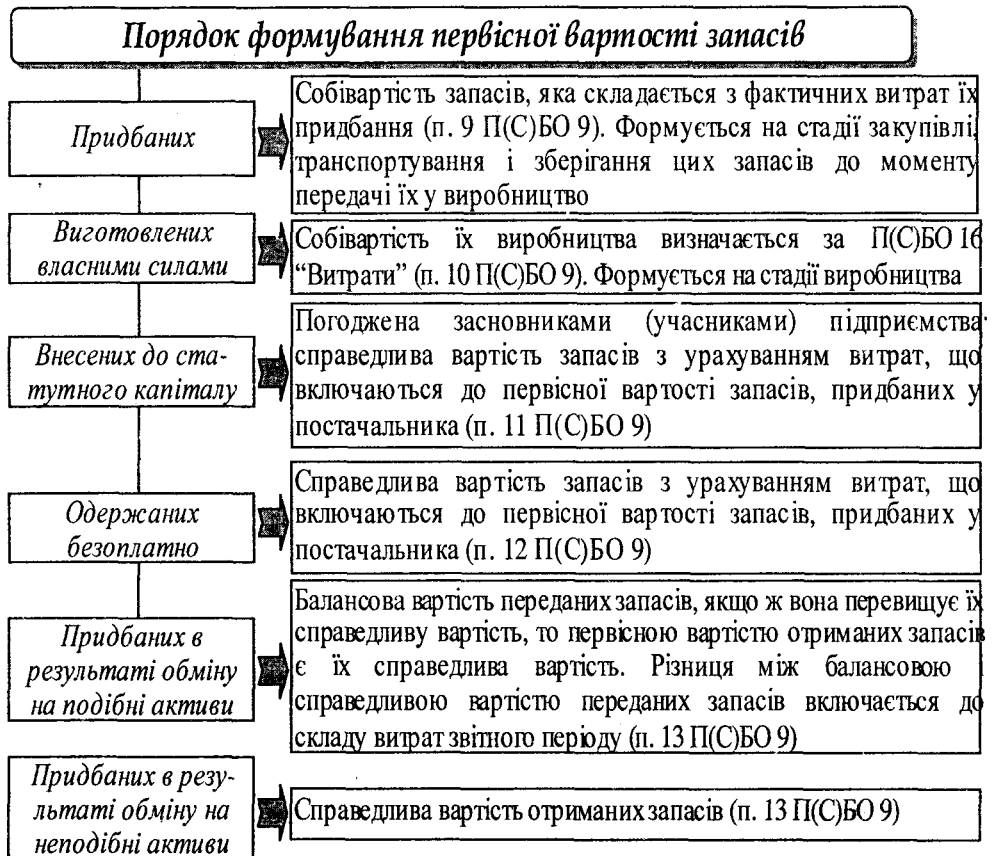 Порядок формування первісної вартості запасів
Придбаних
Собівартість запасів, яка складається з фактичних витрат їх
придбання (п. 9 П(С)БО 9). Формується на стадії закупівлі,
транспортування і зберігання цих запасів до моменту
передачі їх у виробництво
Виготовлених
власними силами
Собівартість їх виробництва визначається за П(С)БО 16
“Витрати” (п. 10 П(С)БО 9). Формується на стадії виробництва
Внесених до ста-
тутного капіталу
Погоджена засновниками (учасниками) підприємства
справедлива вартість запасів з урахуванням витрат, що
включаються до первісної вартості запасів, придбаних у
постачальника (п. 11 П(С)БО 9)
Одержаних
безоплатно
Справедлива вартість запасів з урахуванням витрат, що
включаються до первісної вартості запасів, придбаних у
постачальника (п. 12 П(С)БО 9)
Придбаних в
результаті обміну
на подібні активи
Балансова вартість переданих запасів, якщо ж вона перевищує їх
справедливу вартість, то первісною вартістю отриманих запасів
є їх справедлива вартість. Різниця між балансовою і
справедливою вартістю переданих запасів включається до
складу витрат звітного періоду (п. 13 П(С)БО 9)
Придбаних в резу-
льтаті обміну на
неподібні активи
Справедлива вартість отриманих запасів (п. 13 П(С)БО 9)